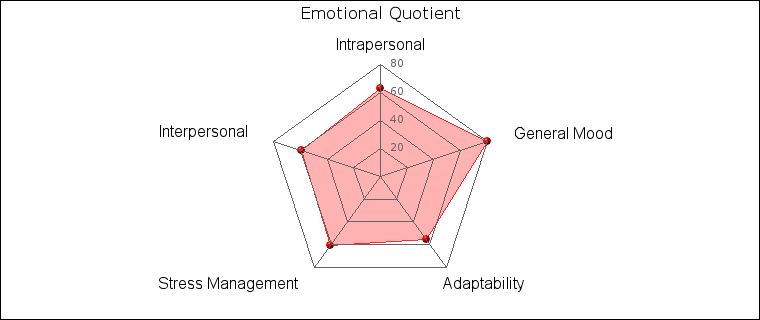 Emotional Quotient
Intrapersonal
80
60
40
20
Interpersonal
General Mood
Stress Management
Adaptability